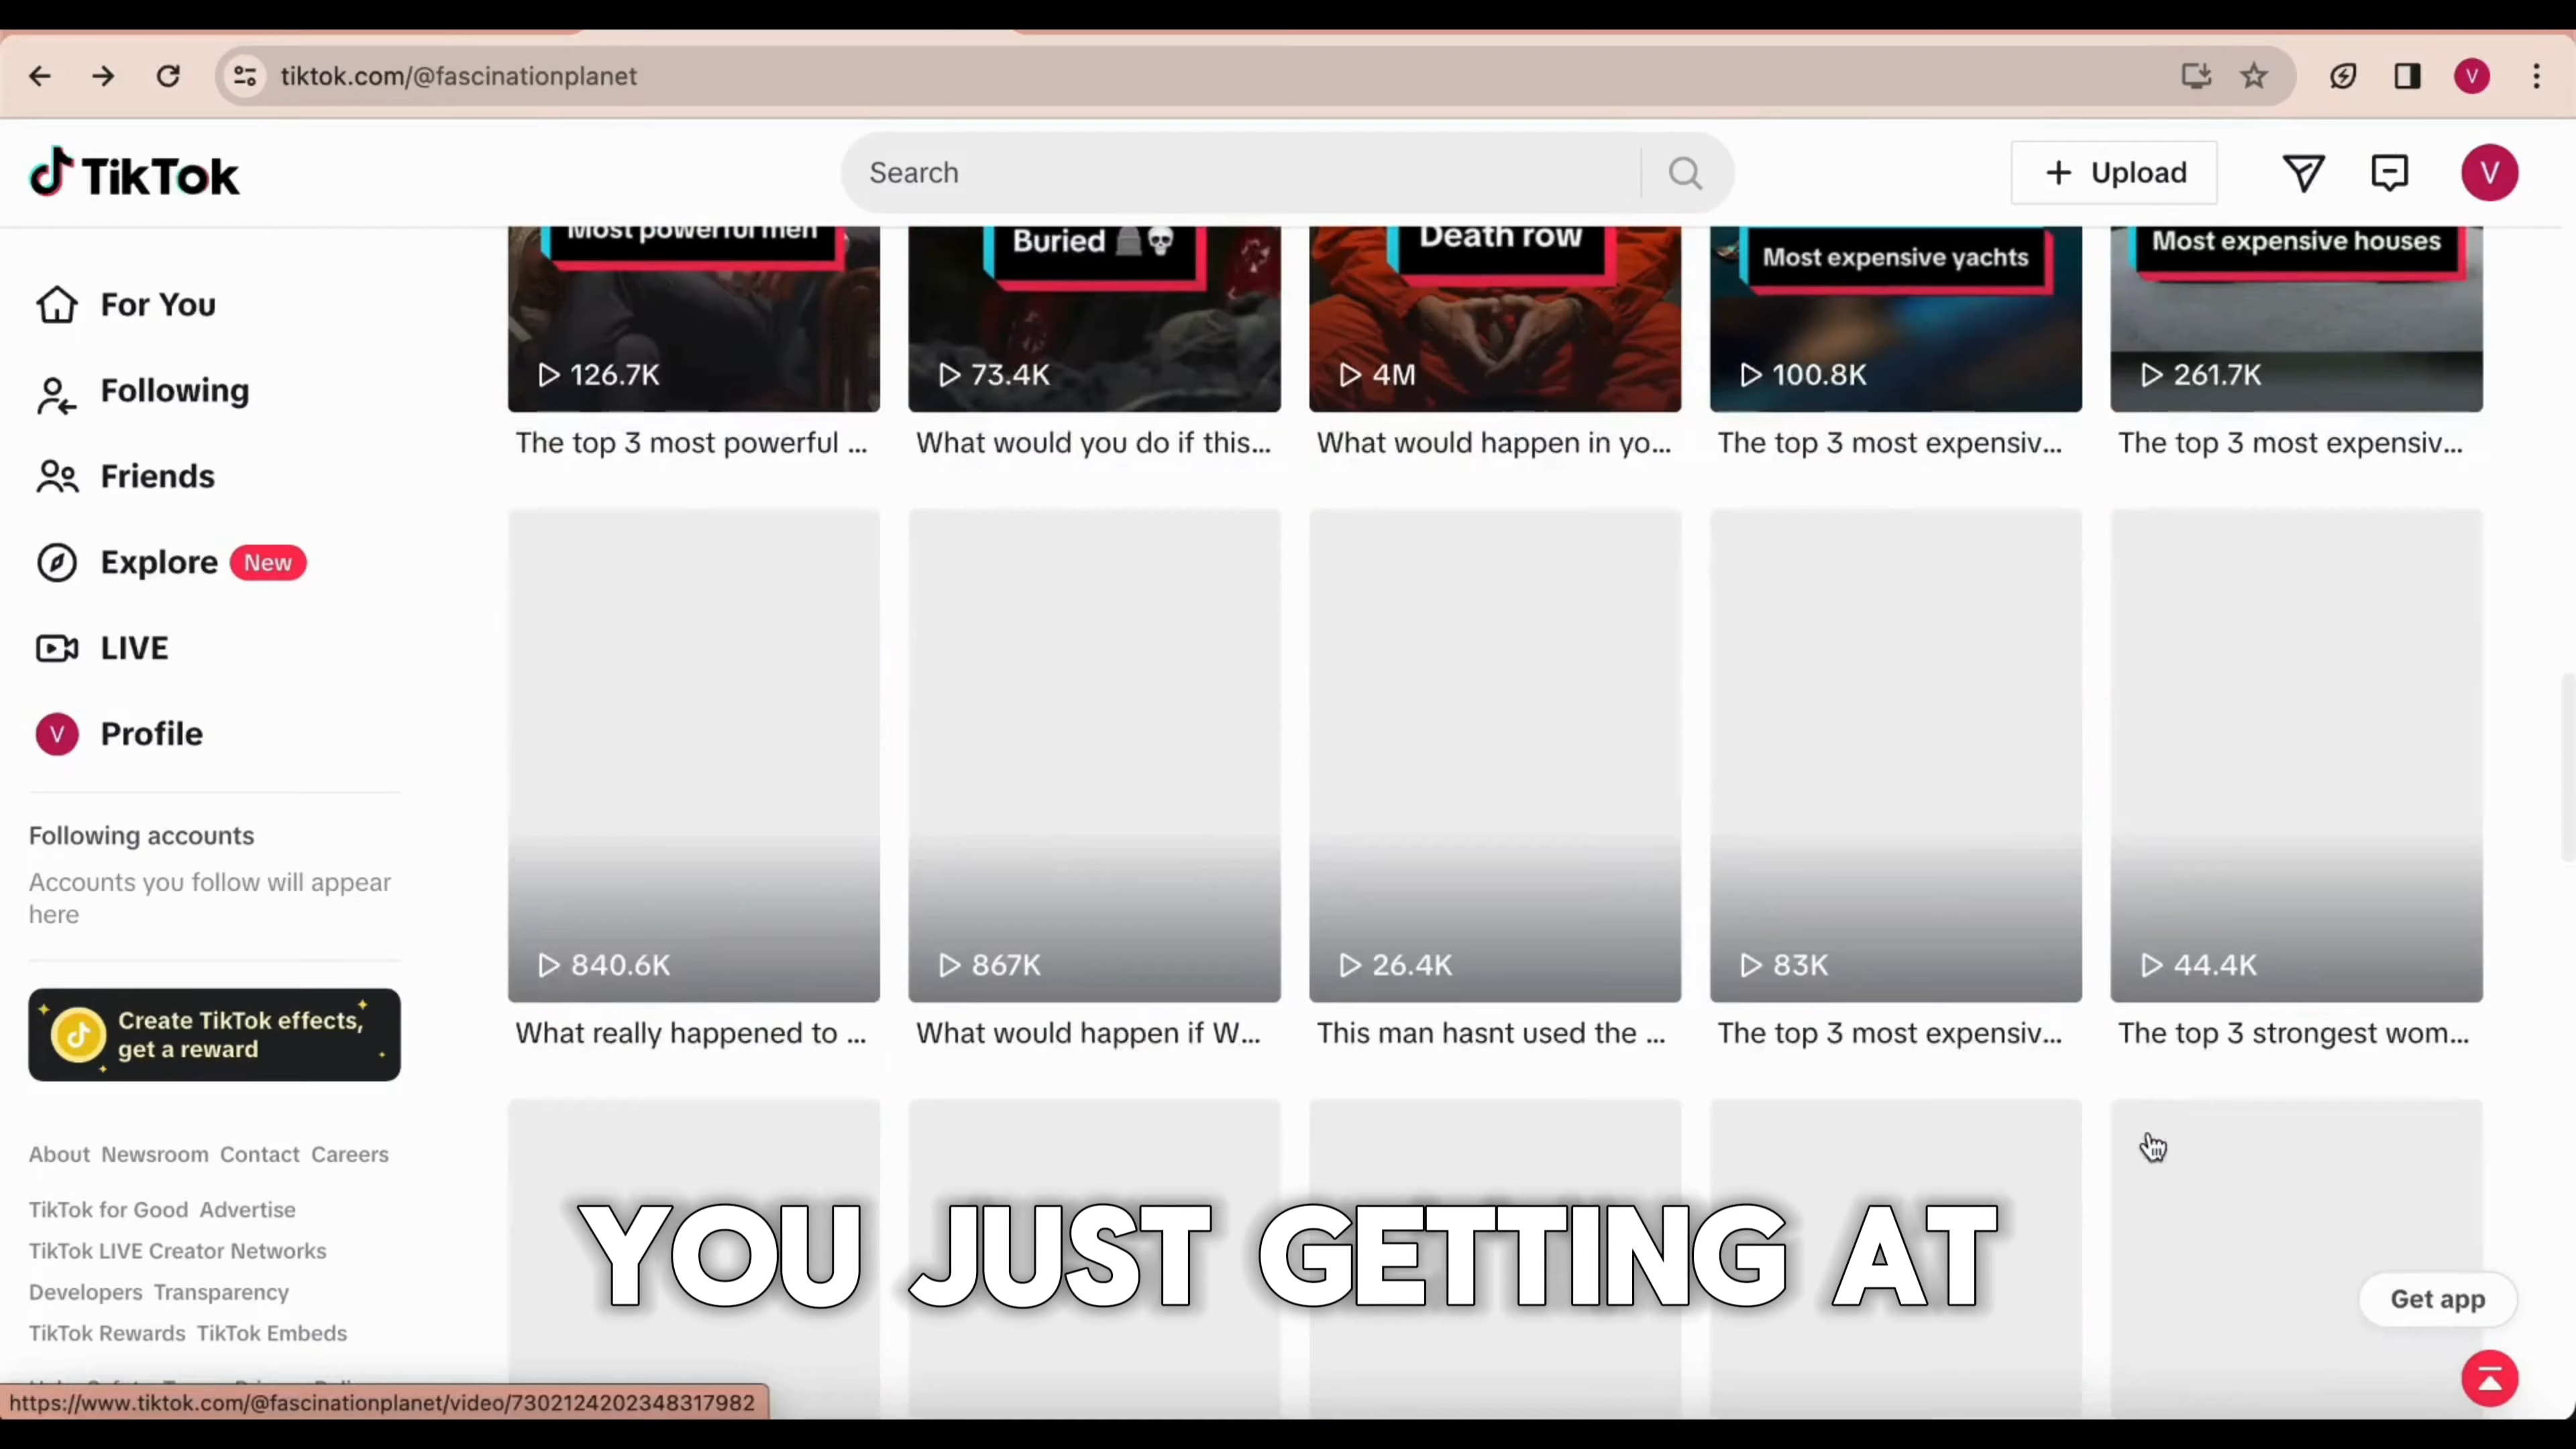 tiktok.com/@fascinationplanet
V
TikTok
Search
Upload
V
For You
Following
Friends
Explore New
LIVE
V Profile
Following accounts
Accounts you follow will appear
here
Create TikTok effects,
get a reward
About Newsroom Contact Careers
TikTok for Good Advertise
TikTok LIVE Creator Networks
Developers Transparency
TikTok Rewards TikTok Embeds
Most powerful men
Buried
Death row
Most expensive yachts
Most expensive houses
126.7K
73.4K
4M
100.8K
261.7K
The top 3 most powerful ...
What would you do if this...
What would happen in yo...
The top 3 most expensiv...
The top 3 most expensiv...
840.6K
867K
26.4K
83K
44.4K
What really happened to ...
What would happen if W...
This man hasnt used the ...
The top 3 most expensiv...
The top 3 strongest wom...
YOU JUST GETTING AT
Get app
https://www.tiktok.com/@fascinationplanet/video/7302124202348317982